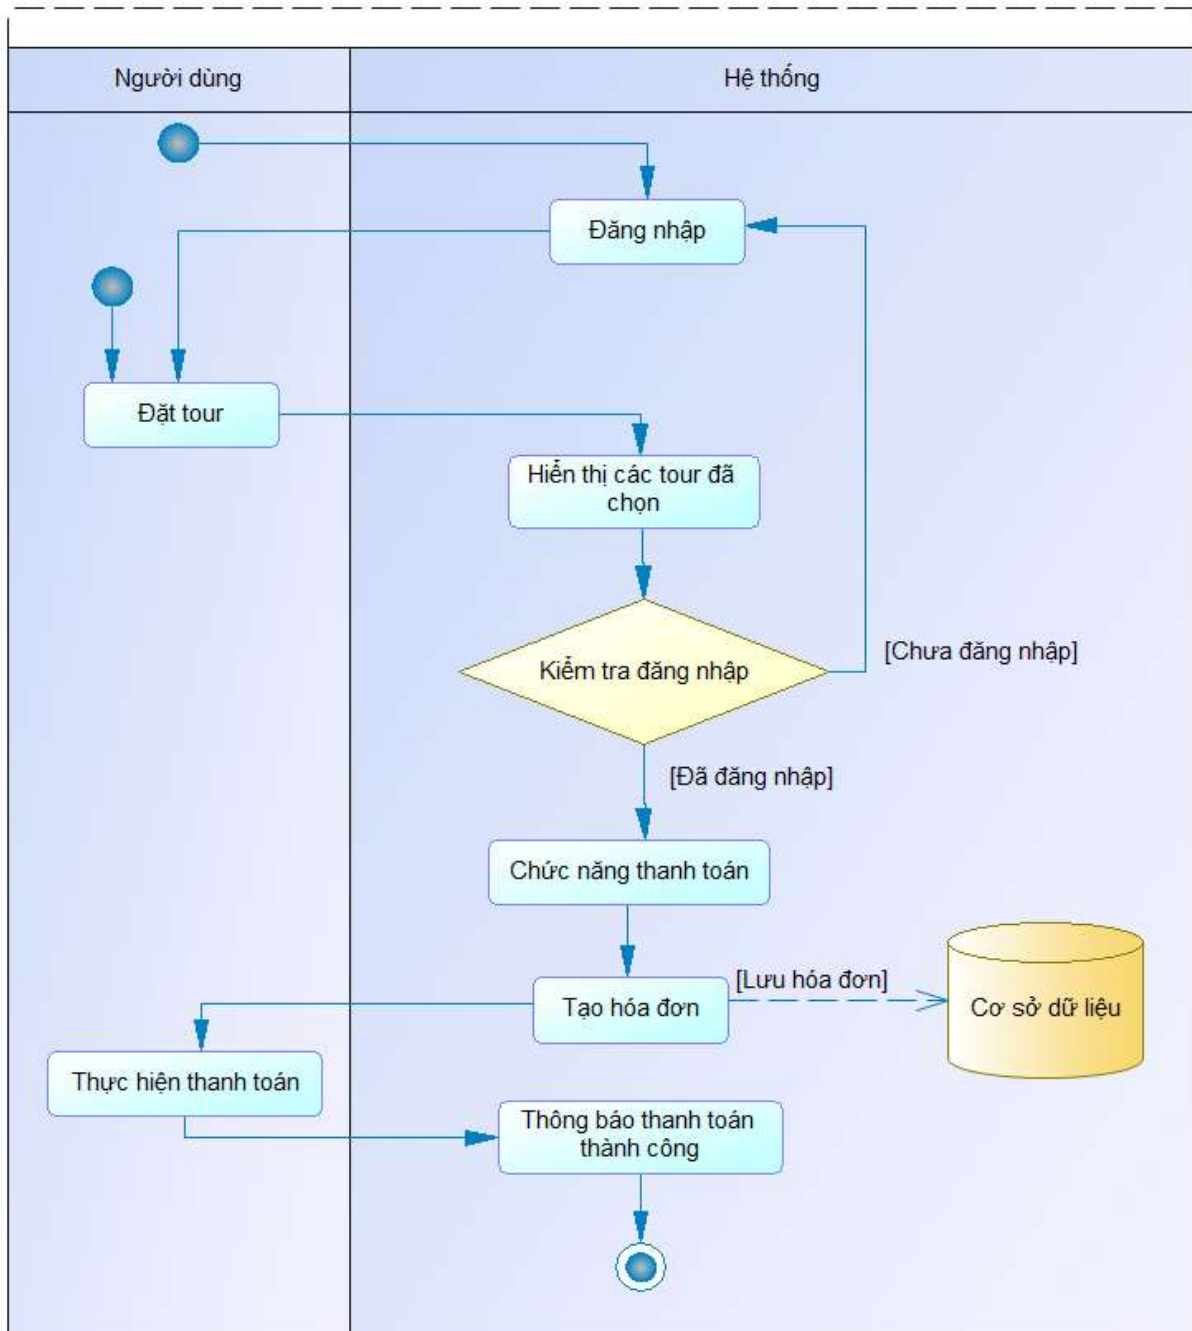 Người dùng
Hệ thống
Đăng nhập
Đặt tour
Hiển thị các tour đã
chọn
Kiểm tra đăng nhập
[Chưa đăng nhập]
[Đã đăng nhập]
Chức năng thanh toán
[Lưu hóa đơn]
Tạo hóa đơn
Cơ sở dữ liệu
Thực hiện thanh toán
Thông báo thanh toán
thành công